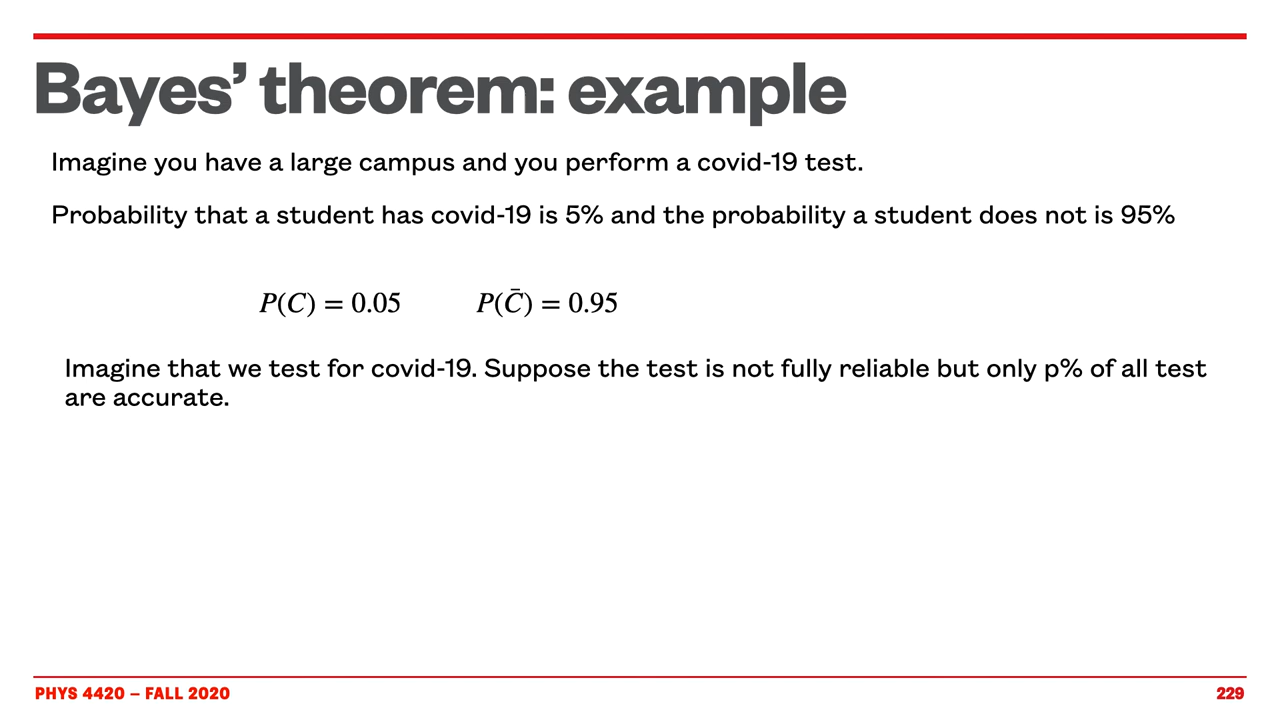 Bayes’ theorem: example
Imagine you have a large campus and you perform a covid-19 test.
Probability that a student has covid-19 is 5% and the probability a student does not is 95%
P(C) = 0.05 P(C̄) = 0.95
Imagine that we test for covid-19. Suppose the test is not fully reliable but only p% of all test
are accurate.
PHYS 4420 – FALL 2020 229